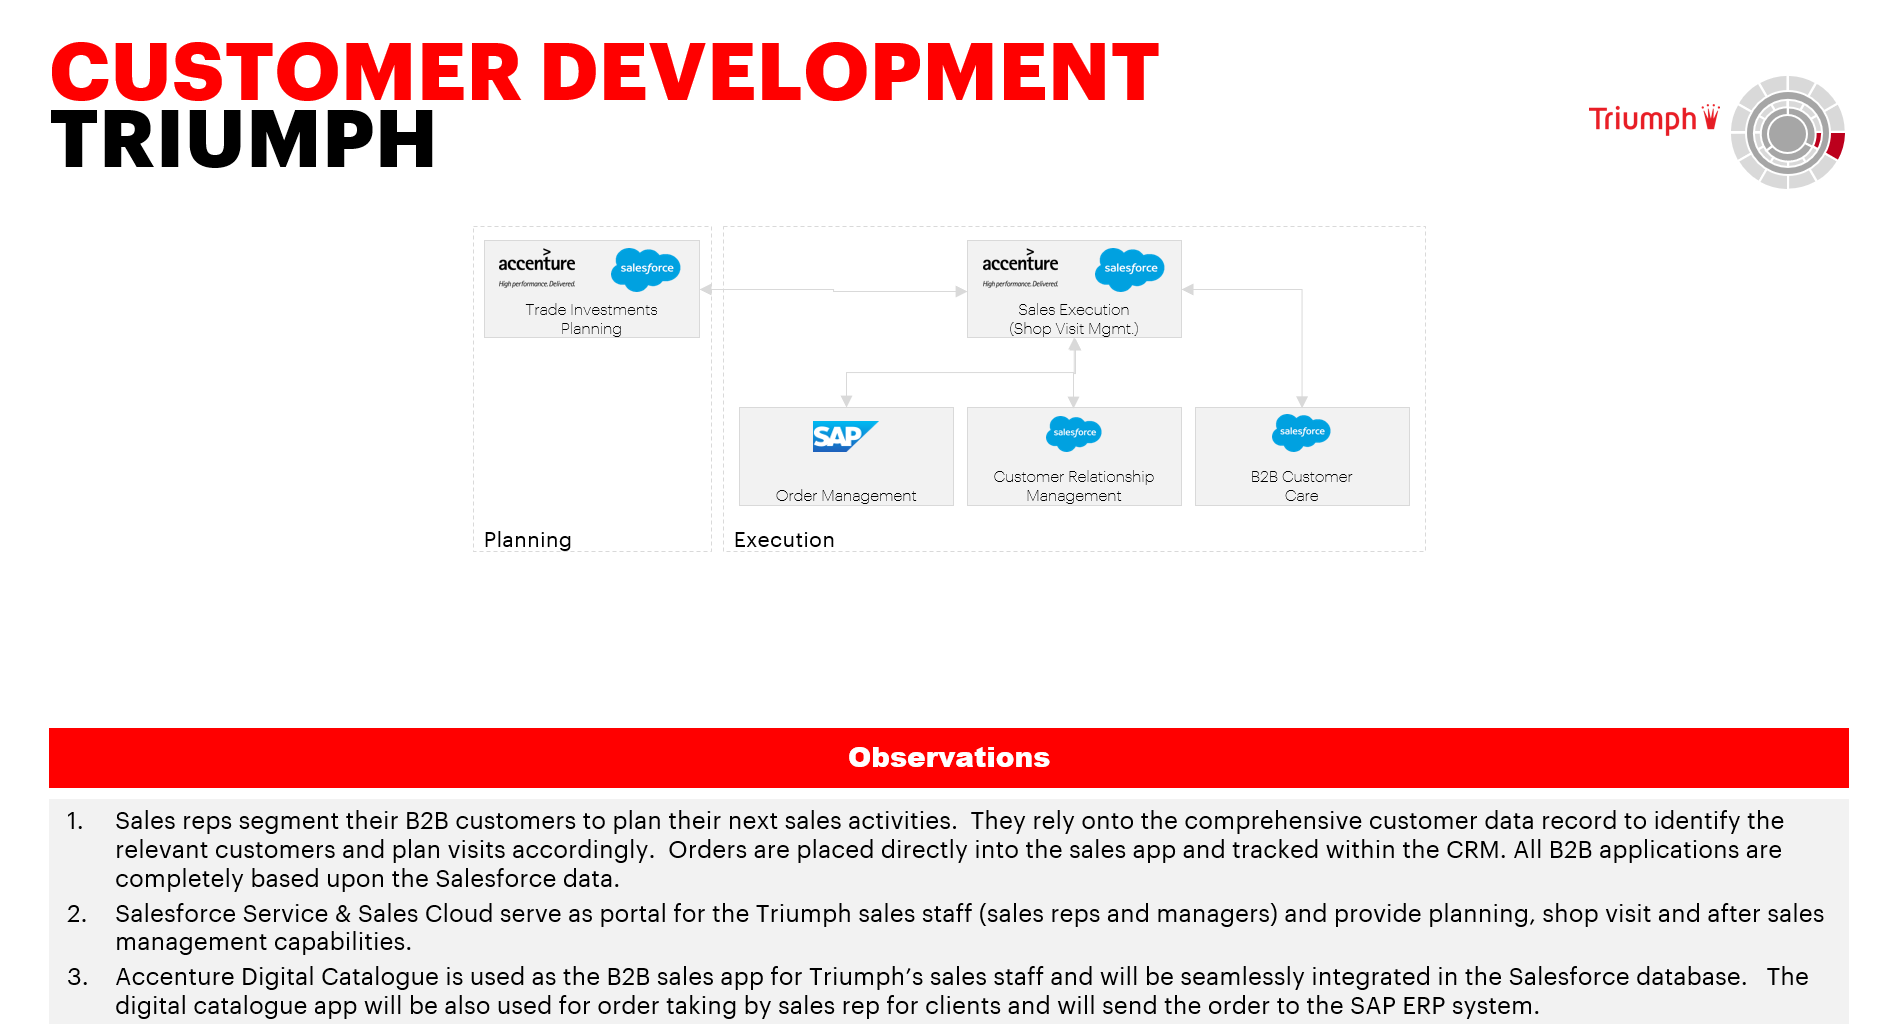 CUSTOMER DEVELOPMENT
TRIUMPH
Triumph
accenture
High performance. Delivered.
salesforce
Trade Investments
Planning
accenture
High performance. Delivered.
salesforce
Sales Execution
(Shop Visit Mgmt.)
SAP
Order Management
salesforce
Customer Relationship
Management
salesforce
B2B Customer
Care
Planning
Execution
Observations
1. Sales reps segment their B2B customers to plan their next sales activities.  They rely onto the comprehensive customer data record to identify the
relevant customers and plan visits accordingly.  Orders are placed directly into the sales app and tracked within the CRM. All B2B applications are
completely based upon the Salesforce data.
2. Salesforce Service & Sales Cloud serve as portal for the Triumph sales staff (sales reps and managers) and provide planning, shop visit and after sales
management capabilities.
3. Accenture Digital Catalogue is used as the B2B sales app for Triumph’s sales staff and will be seamlessly integrated in the Salesforce database.   The
digital catalogue app will be also used for order taking by sales rep for clients and will send the order to the SAP ERP system.